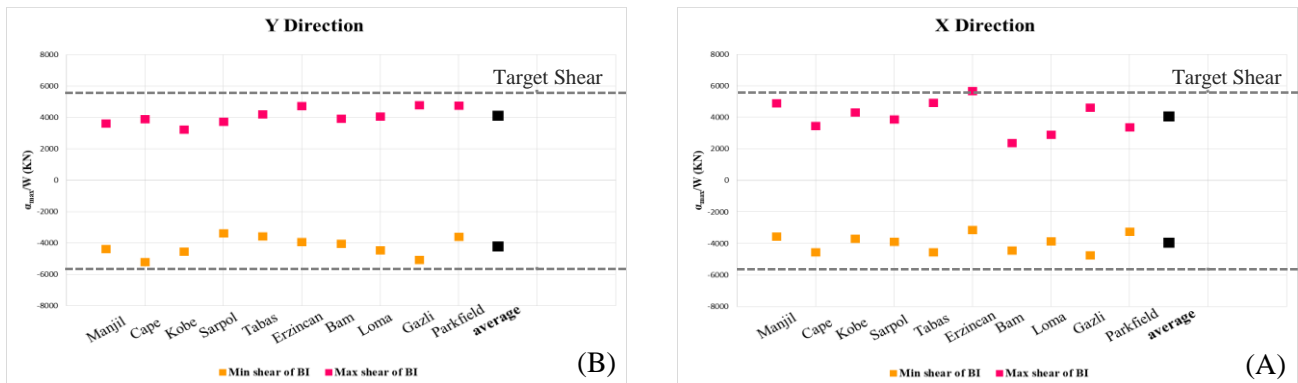 Y Direction
8000
Target Shear
6000
4000
2000
0
-2000
-4000
-6000
-8000
a_max/W (KN)
Manjil
Cape
Kobe
Sarpol
Tabas
Erzincan
Bam
Loma
Gazli
Parkfield
average
Min shear of BI Max shear of BI
(B)
X Direction
8000
Target Shear
6000
4000
2000
0
-2000
-4000
-6000
-8000
a_max/W (KN)
Manjil
Cape
Kobe
Sarpol
Tabas
Erzincan
Bam
Loma
Gazli
Parkfield
average
Min shear of BI Max shear of BI
(A)